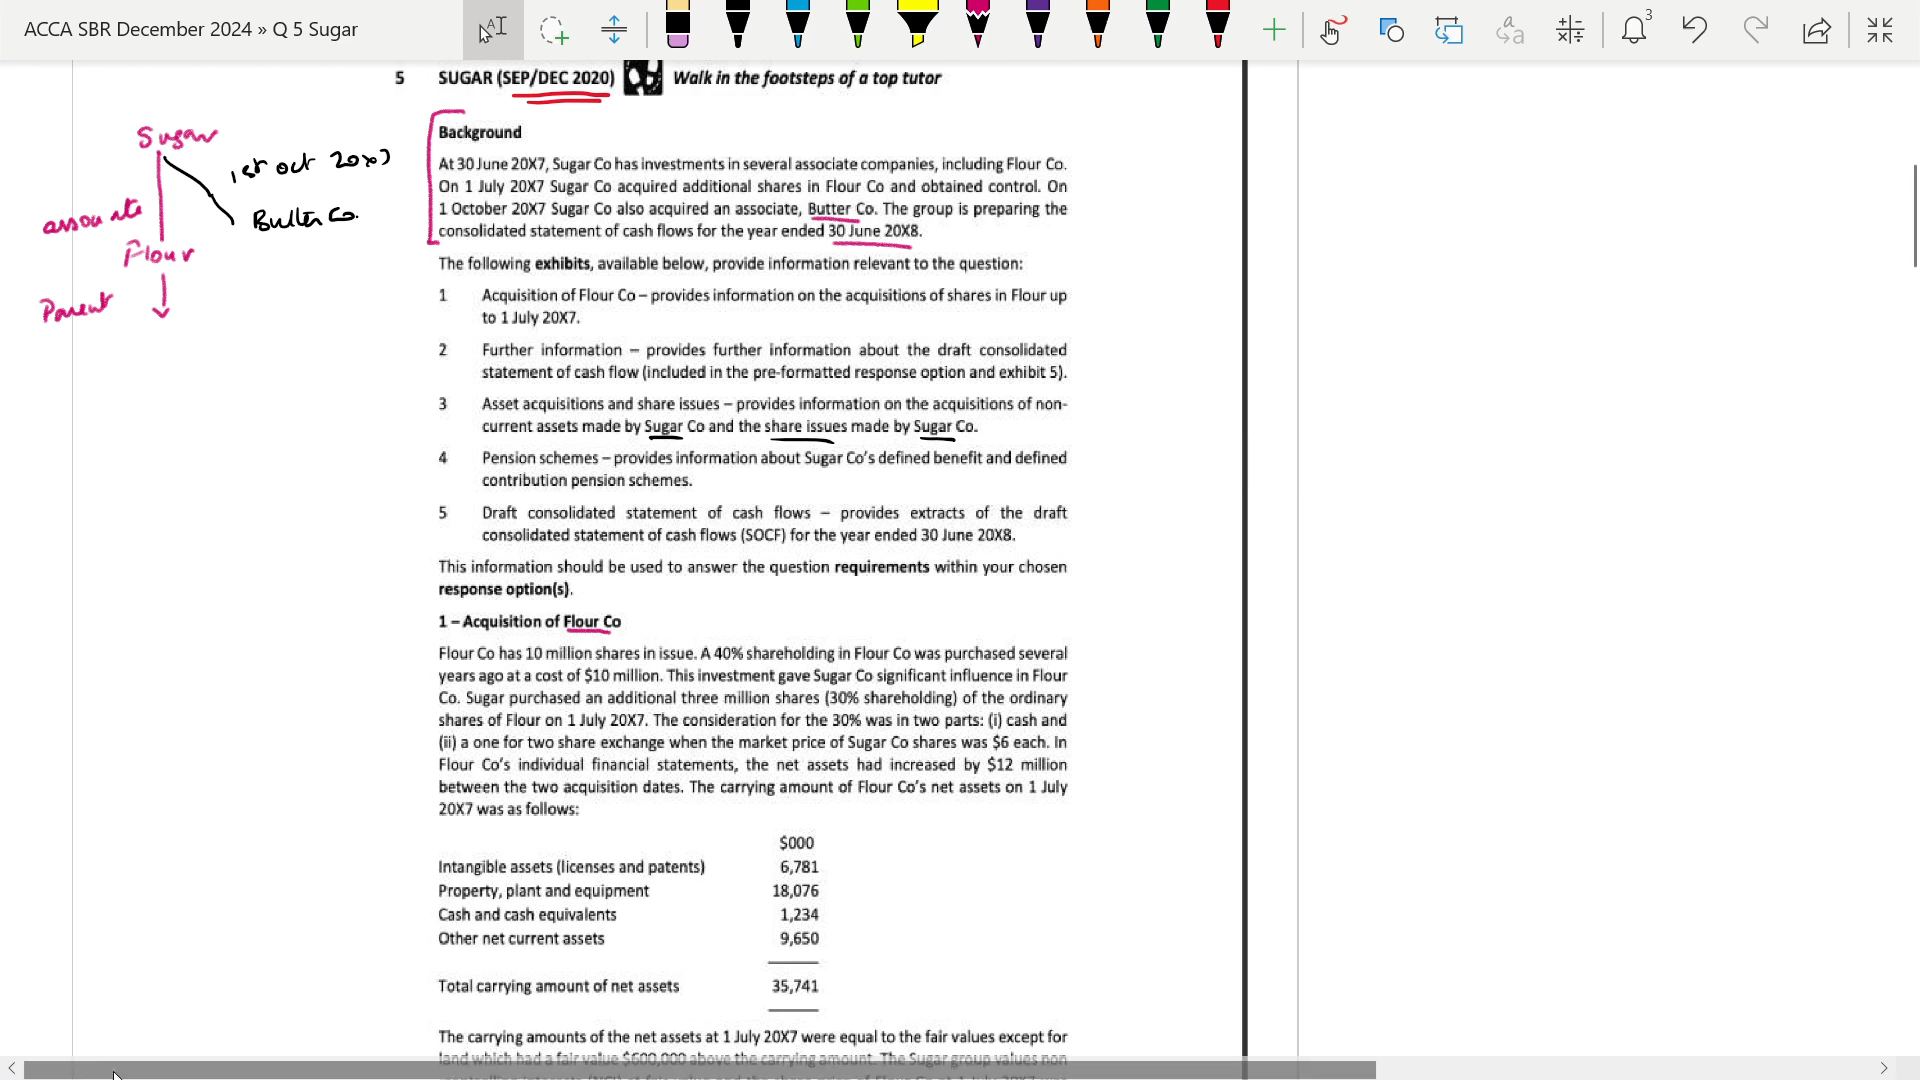 ACCA SBR December 2024 » Q 5 Sugar
3
5 SUGAR (SEP/DEC 2020) Walk in the footsteps of a top tutor
Sugar
1st oct 20x7
associate
Butter Co.
Flour
Parent
Background
At 30 June 20X7, Sugar Co has investments in several associate companies, including Flour Co.
On 1 July 20X7 Sugar Co acquired additional shares in Flour Co and obtained control. On
1 October 20X7 Sugar Co also acquired an associate, Butter Co. The group is preparing the
consolidated statement of cash flows for the year ended 30 June 20X8.
The following exhibits, available below, provide information relevant to the question:
1 Acquisition of Flour Co – provides information on the acquisitions of shares in Flour up
to 1 July 20X7.
2 Further information – provides further information about the draft consolidated
statement of cash flow (included in the pre-formatted response option and exhibit 5).
3 Asset acquisitions and share issues – provides information on the acquisitions of non-
current assets made by Sugar Co and the share issues made by Sugar Co.
4 Pension schemes – provides information about Sugar Co's defined benefit and defined
contribution pension schemes.
5 Draft consolidated statement of cash flows – provides extracts of the draft
consolidated statement of cash flows (SOCF) for the year ended 30 June 20X8.
This information should be used to answer the question requirements within your chosen
response option(s).
1 – Acquisition of Flour Co
Flour Co has 10 million shares in issue. A 40% shareholding in Flour Co was purchased several
years ago at a cost of $10 million. This investment gave Sugar Co significant influence in Flour
Co. Sugar purchased an additional three million shares (30% shareholding) of the ordinary
shares of Flour on 1 July 20X7. The consideration for the 30% was in two parts: (i) cash and
(ii) a one for two share exchange when the market price of Sugar Co shares was $6 each. In
Flour Co's individual financial statements, the net assets had increased by $12 million
between the two acquisition dates. The carrying amount of Flour Co's net assets on 1 July
20X7 was as follows:
$000
Intangible assets (licenses and patents) 6,781
Property, plant and equipment 18,076
Cash and cash equivalents 1,234
Other net current assets 9,650
Total carrying amount of net assets 35,741
The carrying amounts of the net assets at 1 July 20X7 were equal to the fair values except for
land which had a fair value $600,000 above the carrying amount. The Sugar group values non